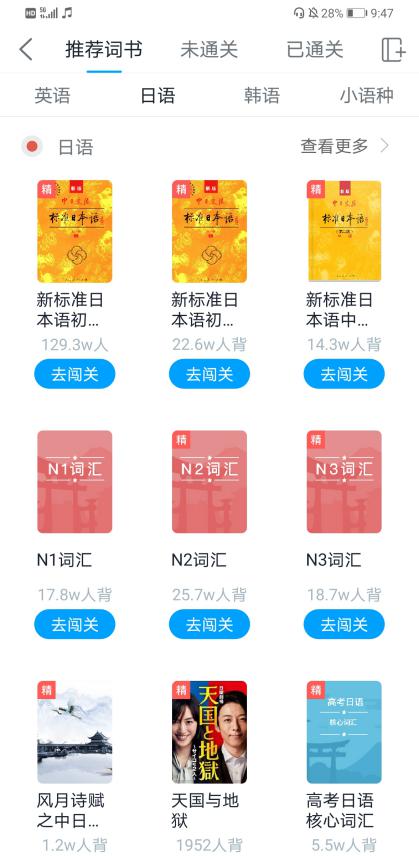 HD 5G 28% 9:47
推荐词书 未通关 已通关
英语 日语 韩语 小语种
日语 查看更多
精 新版 精 新版 精 新版
中日交流 中日交流 中日交流
标准日本语 标准日本语 标准日本语
新标准日 新标准日 新标准日
本语初... 本语初... 本语中...
129.3w人 22.6w人背 14.3w人背
去闯关 去闯关 去闯关
精 精
N1词汇 N2词汇 N3词汇
N1词汇 N2词汇 N3词汇
17.8w人背 25.7w人背 18.7w人背
去闯关 去闯关 去闯关
精 精 精
天国と地獄
高考日语
核心词汇
风月诗赋 天国与地 高考日语
之中日... 狱 核心词汇
1.2w人背 1952人背 5.5w人背